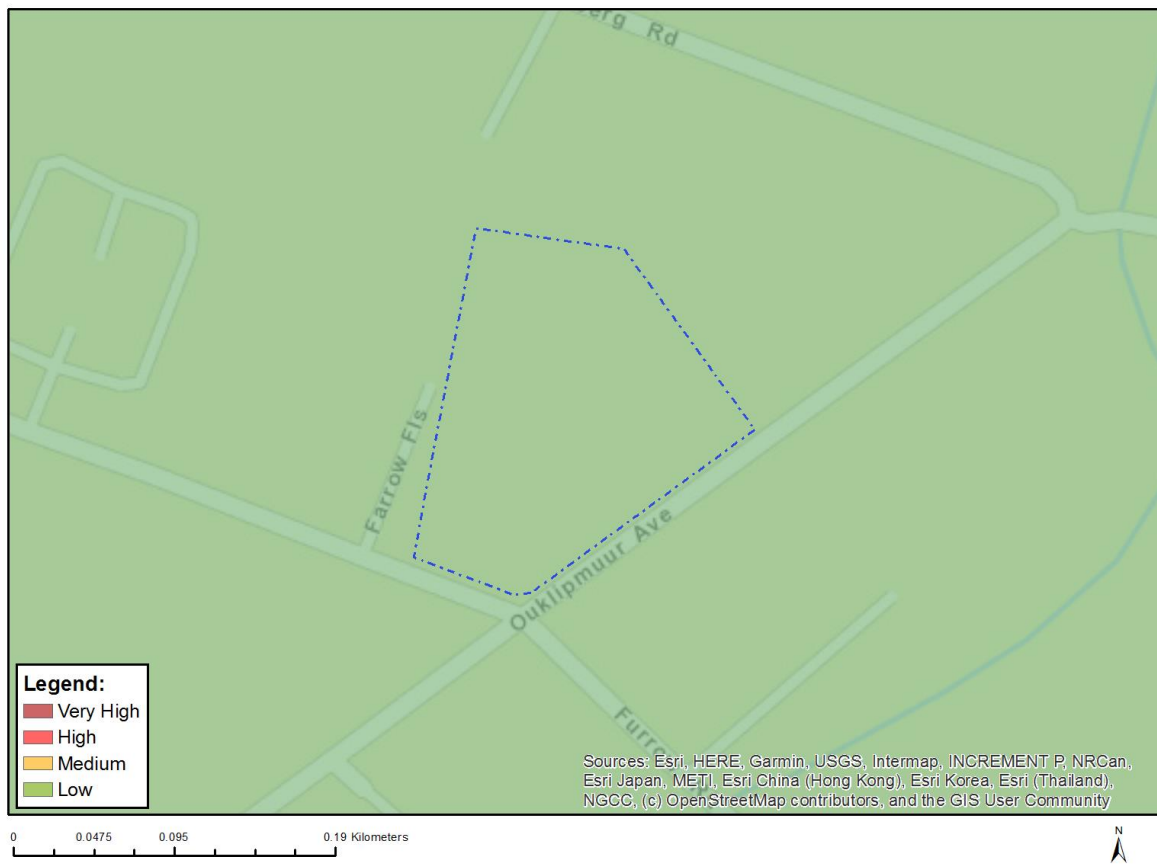 erg Rd
Farrow Fls
Ouklipmuur Ave
Furro
Legend:
Very High
High
Medium
Low
Sources: Esri, HERE, Garmin, USGS, Intermap, INCREMENT P, NRCan,
Esri Japan, METI, Esri China (Hong Kong), Esri Korea, Esri (Thailand),
NGCC, (c) OpenStreetMap contributors, and the GIS User Community
0 0.0475 0.095 0.19 Kilometers
N